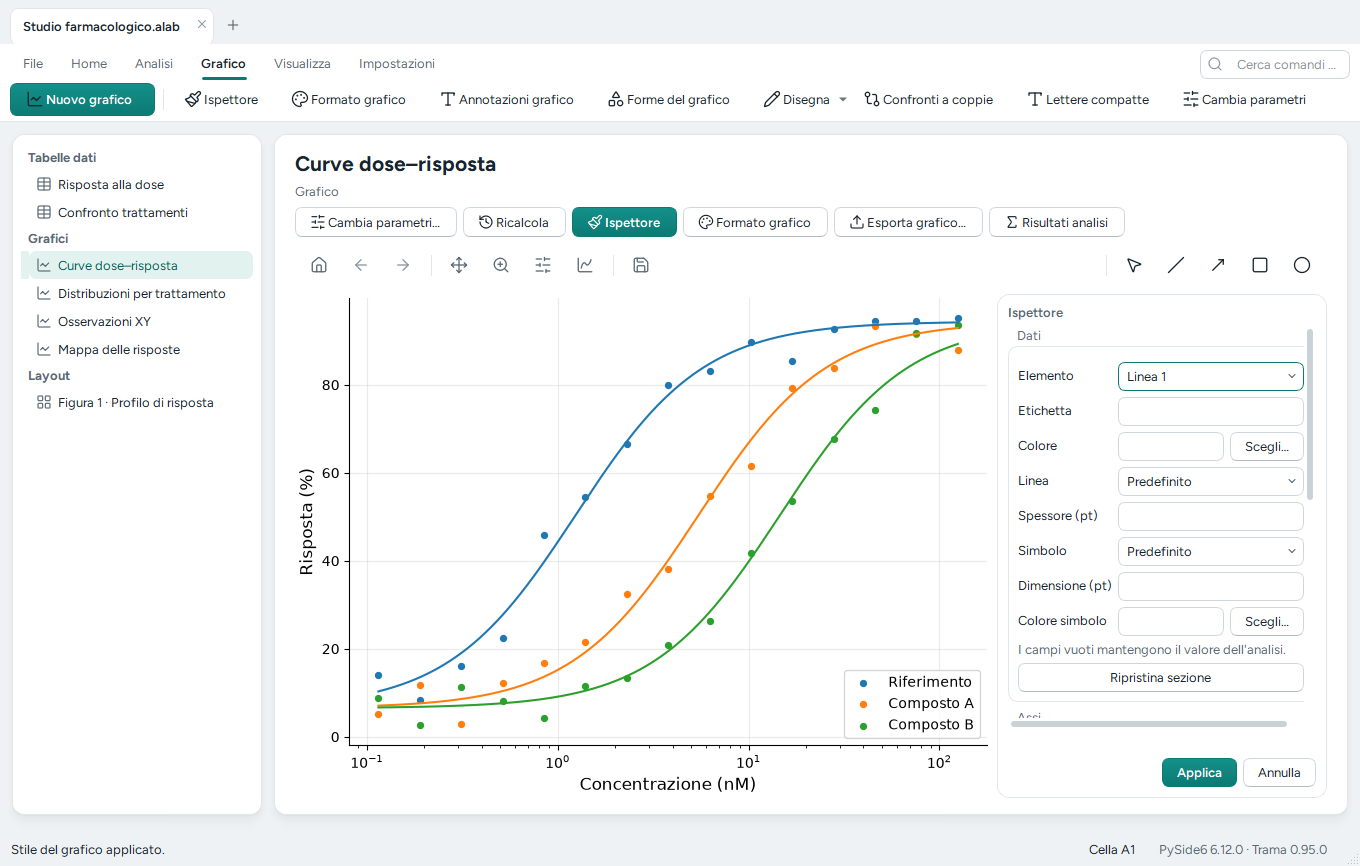 Studio farmacologico.alab
File Home Analisi Grafico Visualizza Impostazioni Cerca comandi ...
Nuovo grafico Ispettore Formato grafico Annotazioni grafico Forme del grafico Disegna Confronti a coppie Lettere compatte Cambia parametri
Tabelle dati
Risposta alla dose
Confronto trattamenti
Grafici
Curve dose–risposta
Distribuzioni per trattamento
Osservazioni XY
Mappa delle risposte
Layout
Figura 1 · Profilo di risposta
Curve dose–risposta
Grafico
Cambia parametri... Ricalcola Ispettore Formato grafico Esporta grafico... Risultati analisi
Risposta (%)
80
60
40
20
0
10⁻¹ 10⁰ 10¹ 10²
Concentrazione (nM)
Riferimento
Composto A
Composto B
Ispettore
Dati
Elemento Linea 1
Etichetta
Colore Scegli...
Linea Predefinito
Spessore (pt)
Simbolo Predefinito
Dimensione (pt)
Colore simbolo Scegli...
I campi vuoti mantengono il valore dell'analisi.
Ripristina sezione
Assi
Applica Annulla
Stile del grafico applicato. Cella A1 PySide6 6.12.0 · Trama 0.95.0